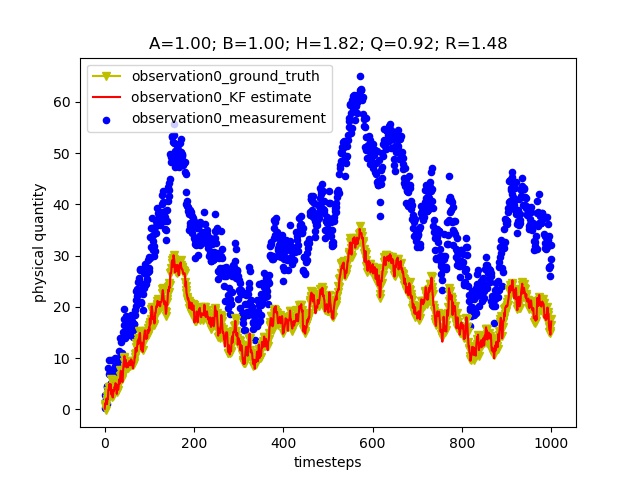 A=1.00; B=1.00; H=1.82; Q=0.92; R=1.48
observation0_ground_truth
observation0_KF estimate
observation0_measurement
physical quantity
60
50
40
30
20
10
0
0 200 400 600 800 1000
timesteps